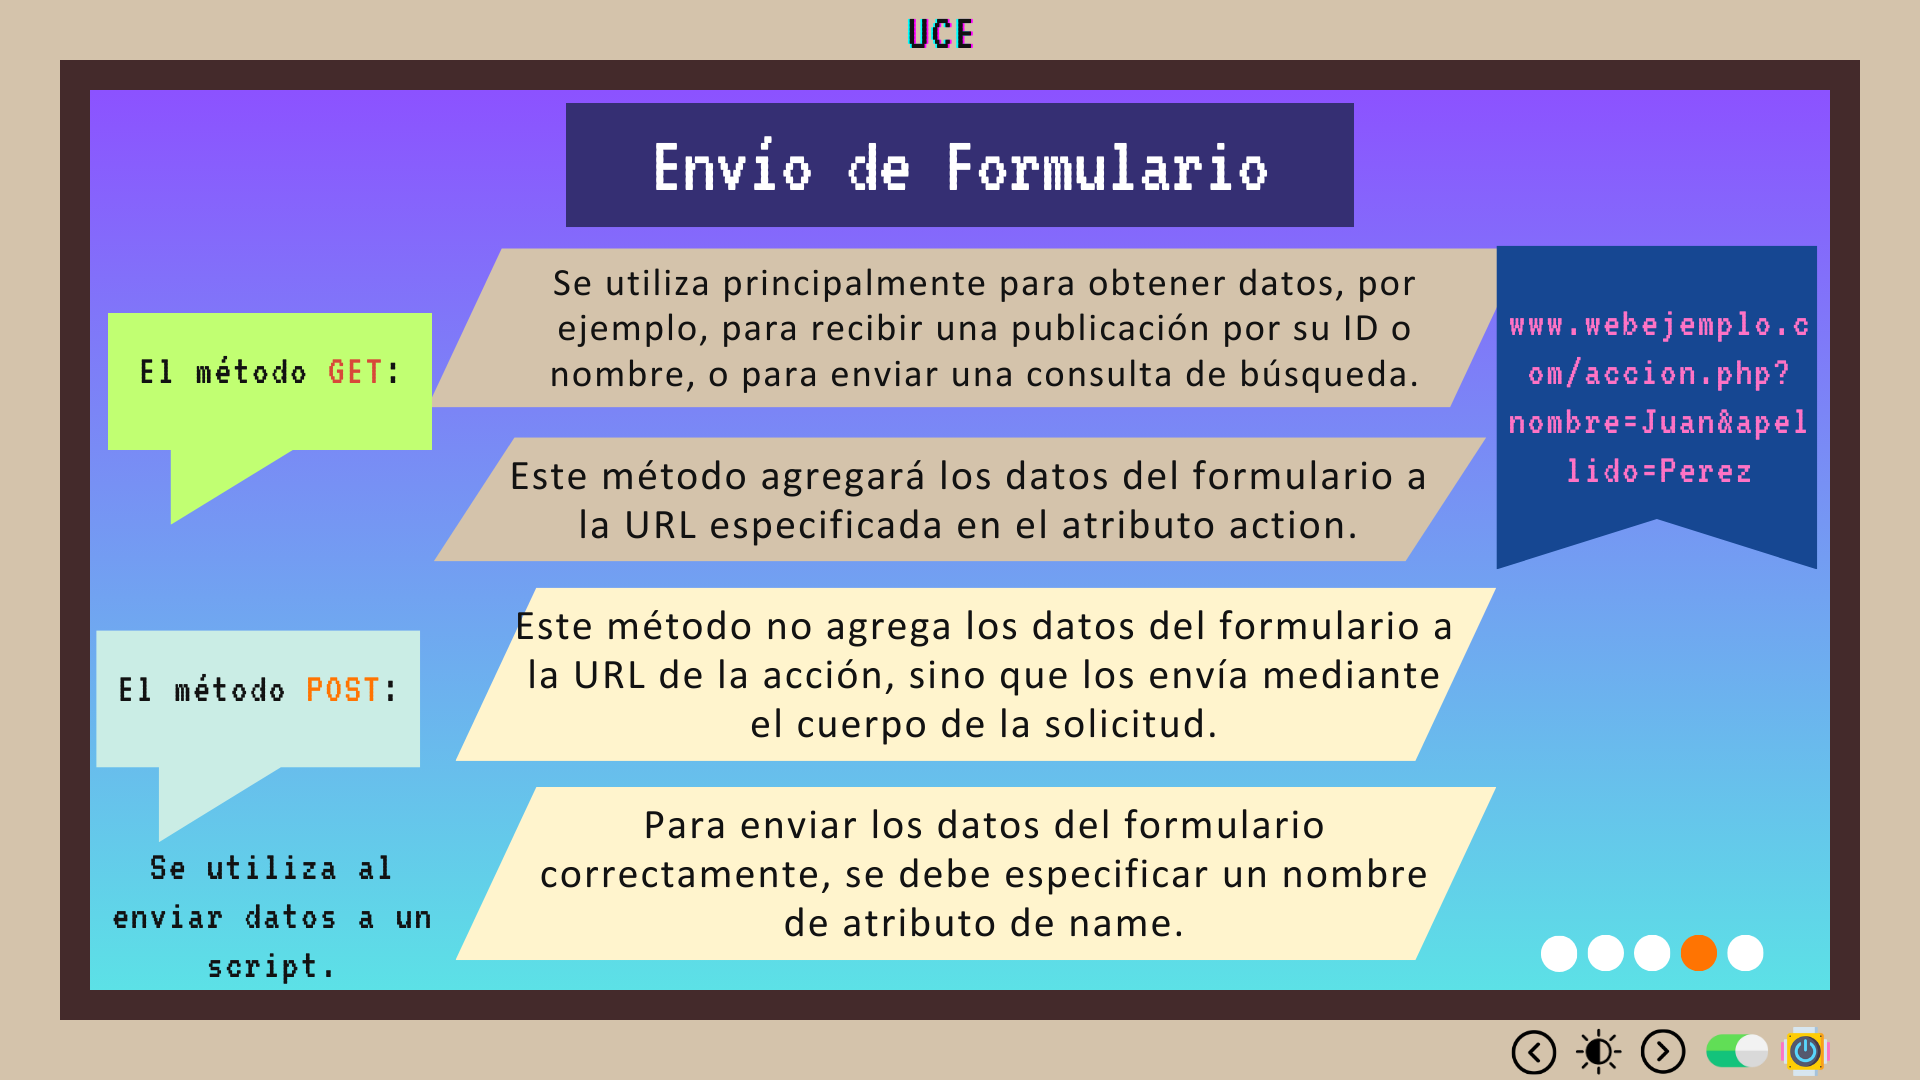 UCE
Envío de Formulario
El método GET:
Se utiliza principalmente para obtener datos, por
ejemplo, para recibir una publicación por su ID o
nombre, o para enviar una consulta de búsqueda.
Este método agregará los datos del formulario a
la URL especificada en el atributo action.
www.webejemplo.c
om/accion.php?
nombre=Juan&apel
lido=Perez
El método POST:
Se utiliza al
enviar datos a un
script.
Este método no agrega los datos del formulario a
la URL de la acción, sino que los envía mediante
el cuerpo de la solicitud.
Para enviar los datos del formulario
correctamente, se debe especificar un nombre
de atributo de name.